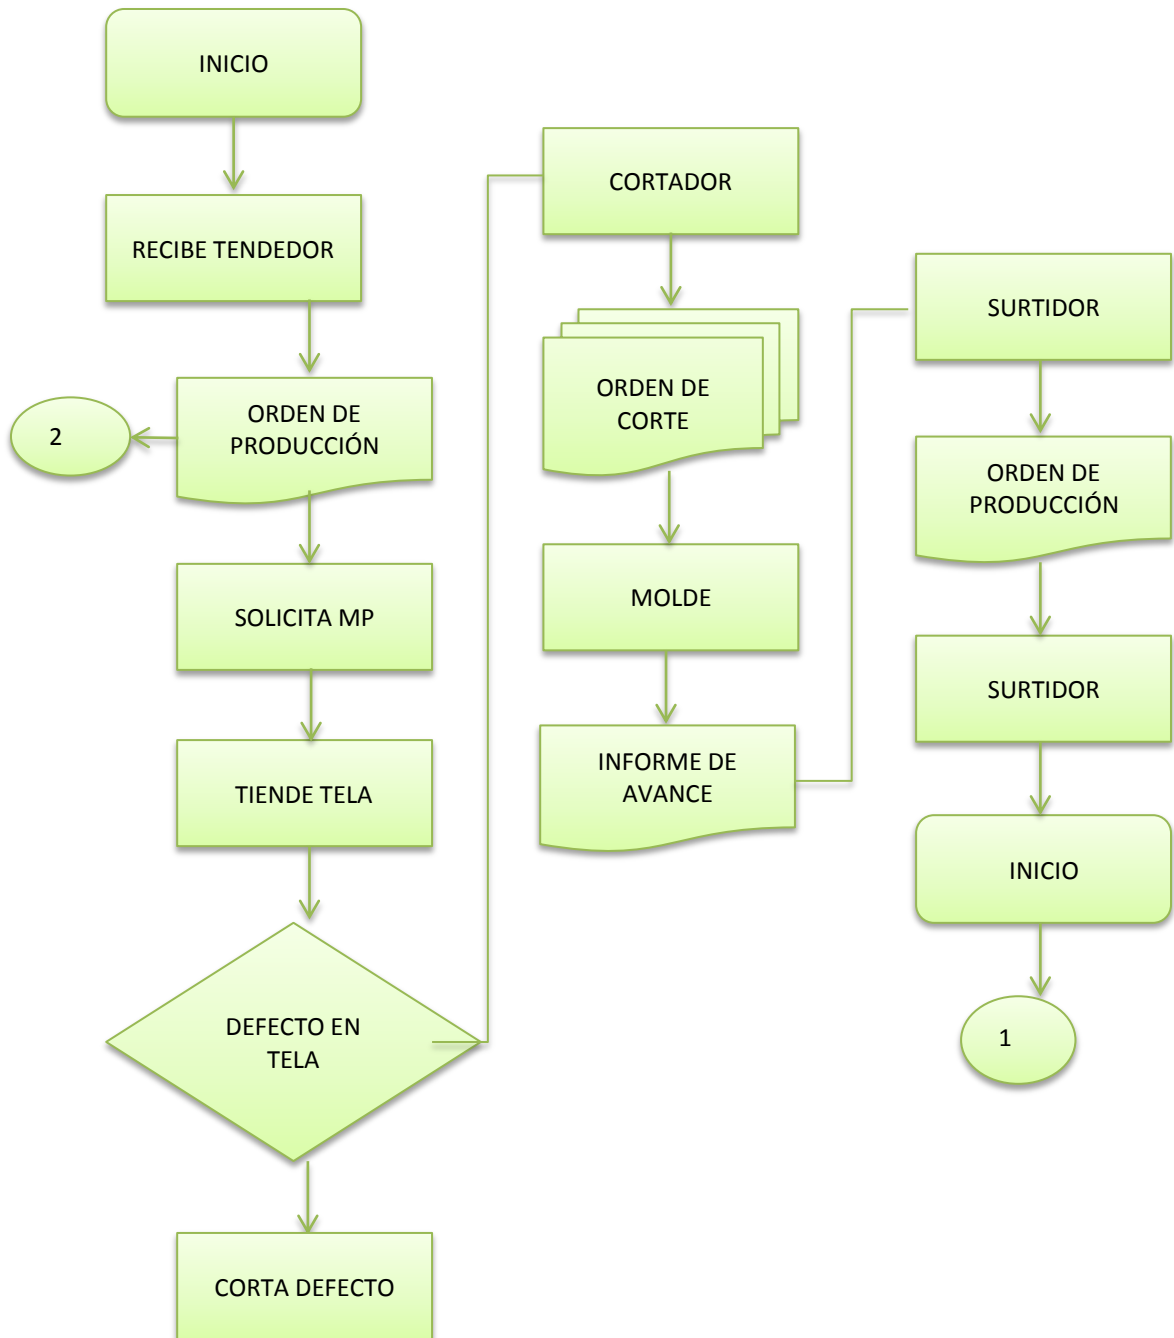 INICIO
RECIBE TENDEDOR
ORDEN DE
PRODUCCIÓN
2
SOLICITA MP
TIENDE TELA
DEFECTO EN
TELA
CORTA DEFECTO
CORTADOR
ORDEN DE
CORTE
MOLDE
INFORME DE
AVANCE
SURTIDOR
ORDEN DE
PRODUCCIÓN
SURTIDOR
INICIO
1